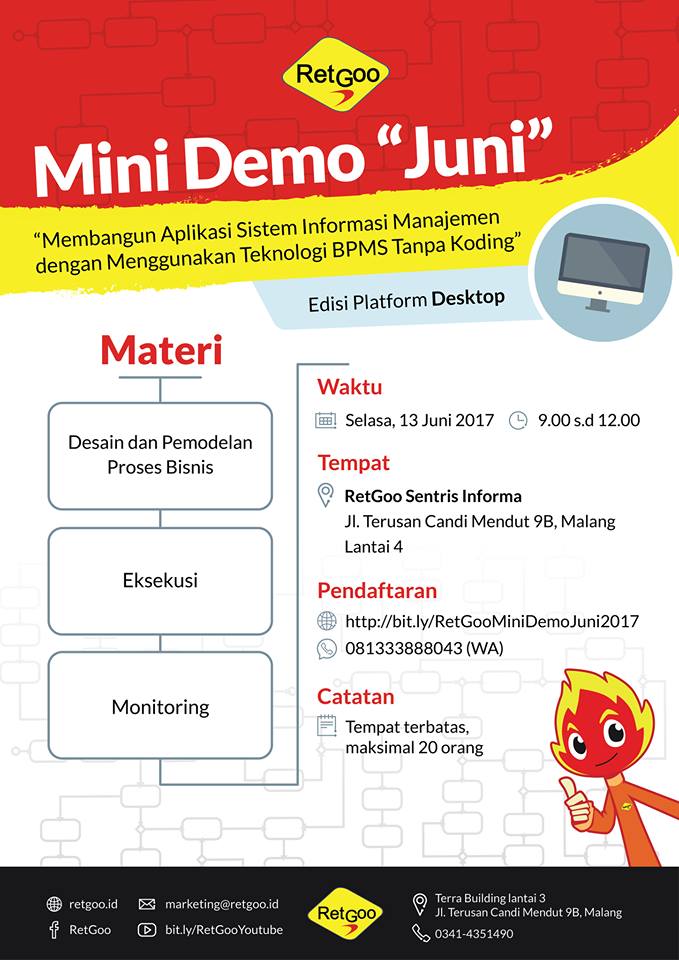 RetGoo
Mini Demo “Juni”
“Membangun Aplikasi Sistem Informasi Manajemen
dengan Menggunakan Teknologi BPMS Tanpa Koding”
Edisi Platform Desktop
Materi
Desain dan Pemodelan
Proses Bisnis
Eksekusi
Monitoring
Waktu
Selasa, 13 Juni 2017
9.00 s.d 12.00
Tempat
RetGoo Sentris Informa
Jl. Terusan Candi Mendut 9B, Malang
Lantai 4
Pendaftaran
http://bit.ly/RetGooMiniDemoJuni2017
081333888043 (WA)
Catatan
Tempat terbatas,
maksimal 20 orang
retgoo.id
marketing@retgoo.id
RetGoo
bit.ly/RetGooYoutube
RetGoo
Terra Building lantai 3
Jl. Terusan Candi Mendut 9B, Malang
0341-4351490